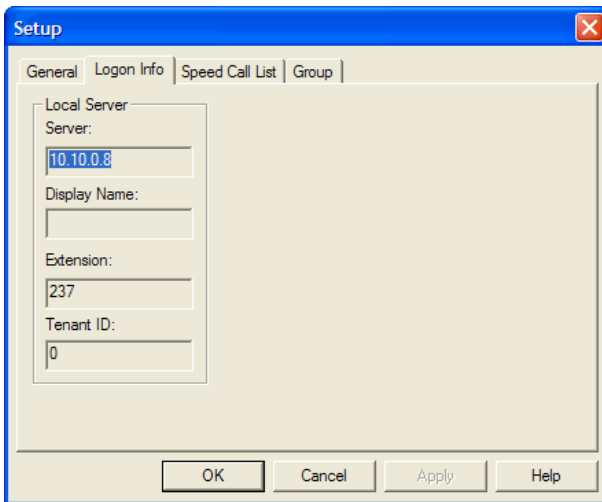 Setup
General Logon Info Speed Call List Group
Local Server
Server:
10.10.0.8
Display Name:
Extension:
237
Tenant ID:
0
OK Cancel Apply Help